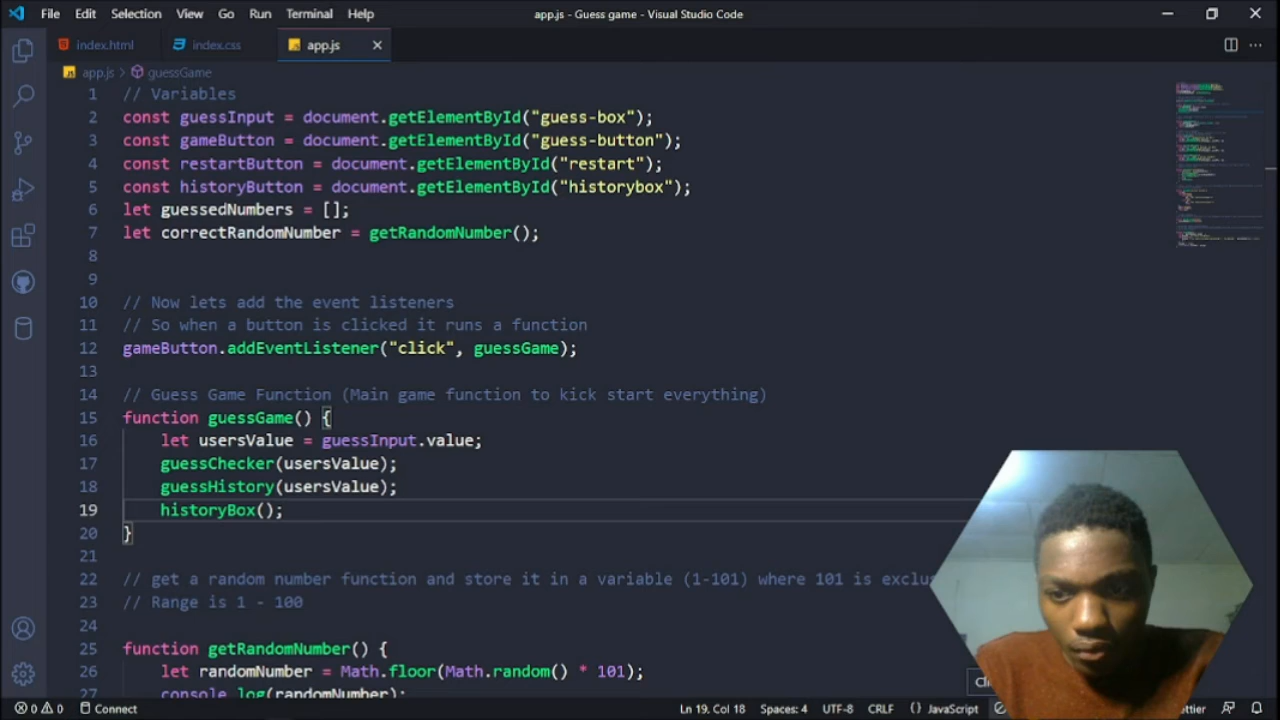 File Edit Selection View Go Run Terminal Help app.js - Guess game - Visual Studio Code
index.html index.css app.js
app.js > guessGame
1 // Variables
2 const guessInput = document.getElementById("guess-box");
3 const gameButton = document.getElementById("guess-button");
4 const restartButton = document.getElementById("restart");
5 const historyButton = document.getElementById("historybox");
6 let guessedNumbers = [];
7 let correctRandomNumber = getRandomNumber();
8
9
10 // Now lets add the event listeners
11 // So when a button is clicked it runs a function
12 gameButton.addEventListener("click", guessGame);
13
14 // Guess Game Function (Main game function to kick start everything)
15 function guessGame() {
16 let usersValue = guessInput.value;
17 guessChecker(usersValue);
18 guessHistory(usersValue);
19 historyBox();
20 }
21
22 // get a random number function and store it in a variable (1-101) where 101 is exclu
23 // Range is 1 - 100
24
25 function getRandomNumber() {
26 let randomNumber = Math.floor(Math.random() * 101);
27 console.log(randomNumber);
0 0 Connect Ln 19, Col 18 Spaces: 4 UTF-8 CRLF {} JavaScript